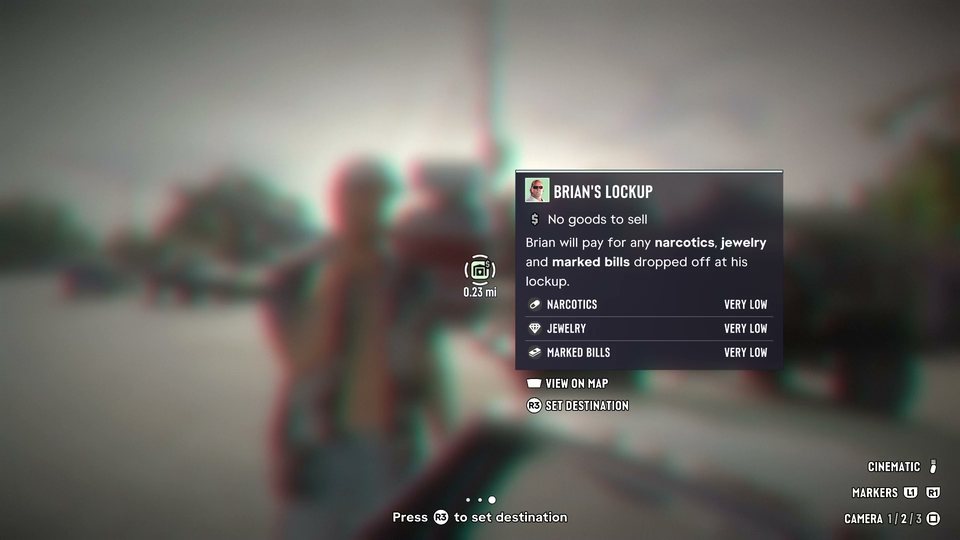 BRIAN'S LOCKUP
$ No goods to sell
Brian will pay for any narcotics, jewelry
and marked bills dropped off at his
lockup.
0.23 mi
NARCOTICS VERY LOW
JEWELRY VERY LOW
MARKED BILLS VERY LOW
VIEW ON MAP
R3 SET DESTINATION
CINEMATIC
MARKERS L1 R1
Press R3 to set destination
CAMERA 1 / 2 / 3